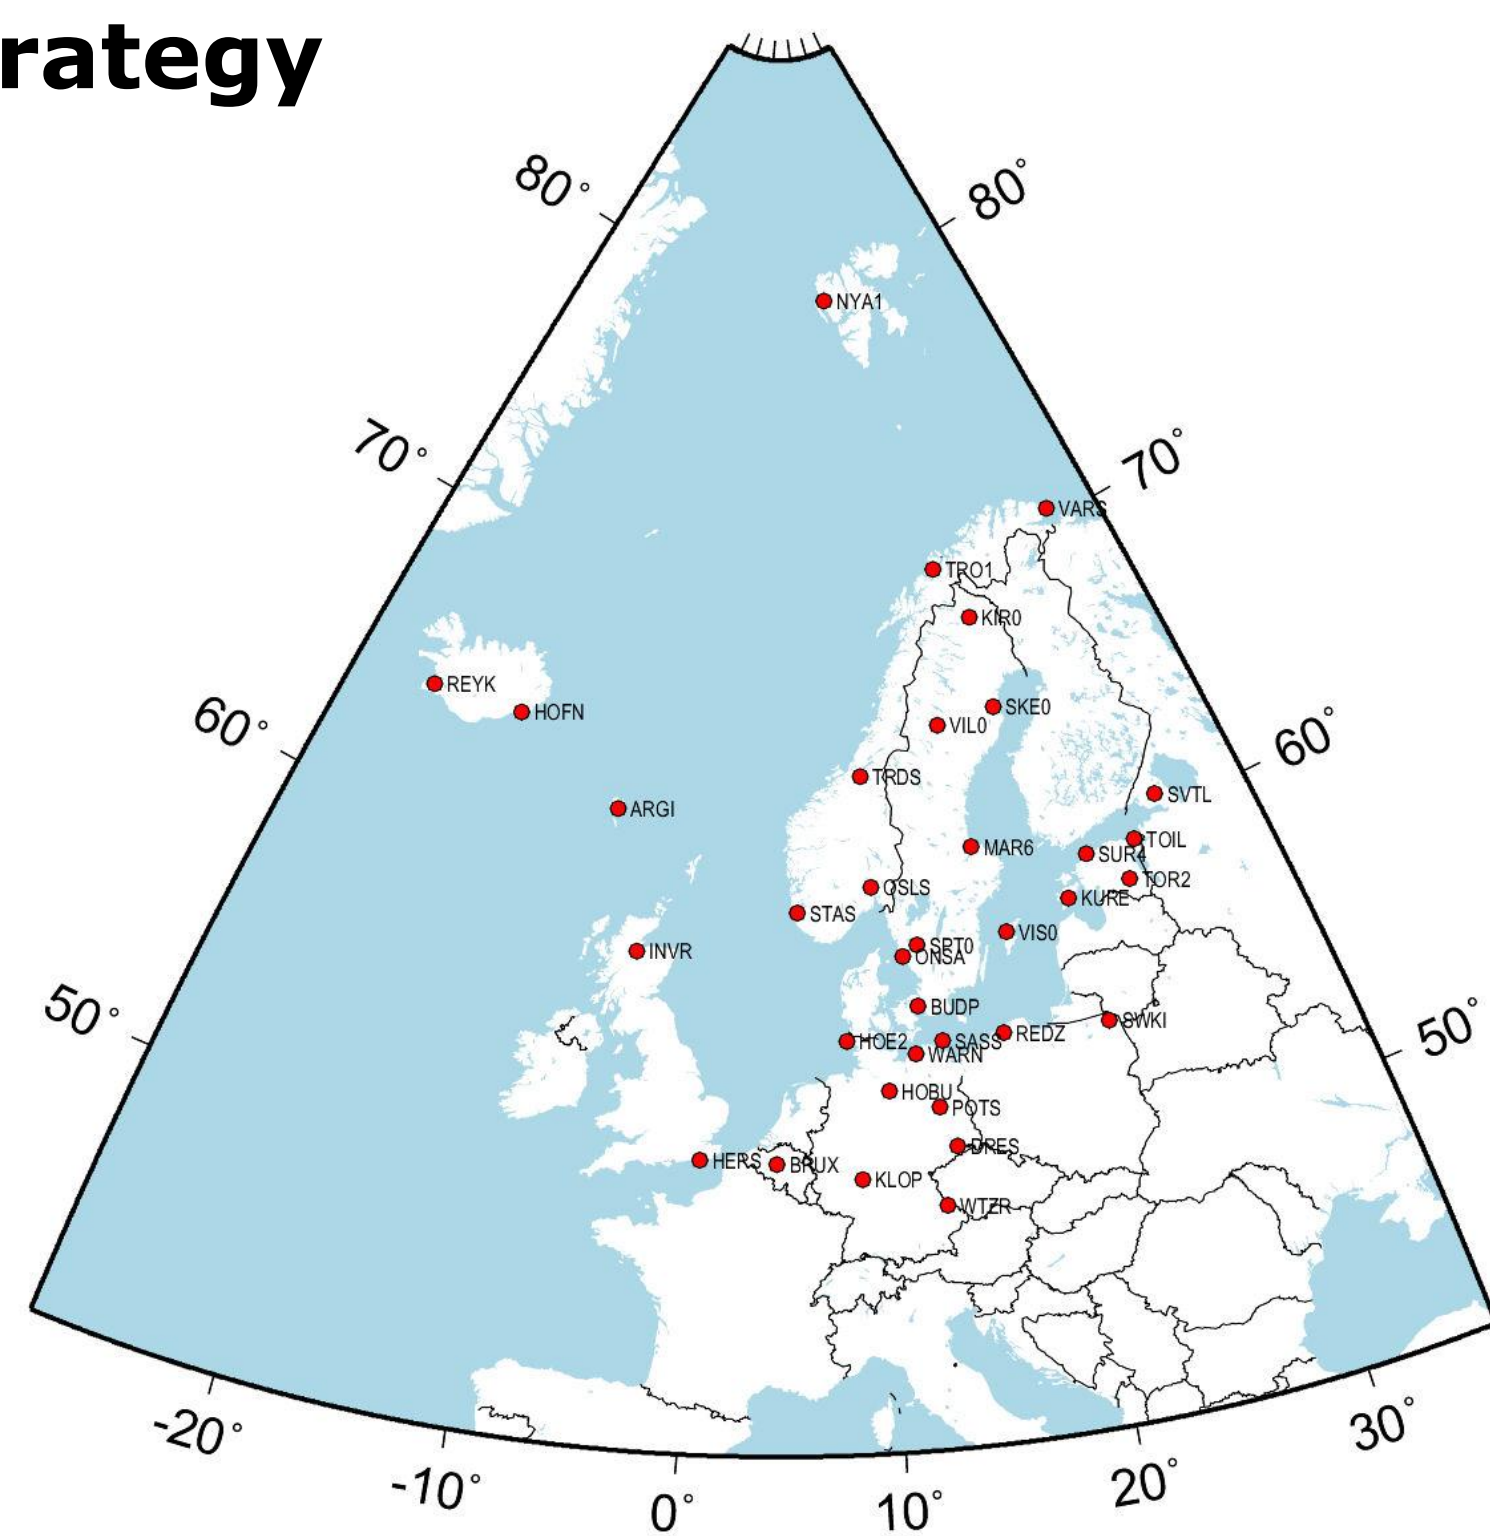 rategy
80°
80°
NYA1
70°
70°
VARS
TRO1
KIR0
REYK
HOFN
SKE0
VIL0
60°
60°
TRDS
SVTL
ARGI
TOIL
MAR6
SUR4
TOR2
OSLS
KURE
STAS
VIS0
SPT0
INVR
ONSA
50°
50°
BUDP
SWKI
REDZ
HOE2
SASS
WARN
HOBU
POTS
DRES
HERS
BRUX
KLOP
WTZR
-20°
-10°
0°
10°
20°
30°